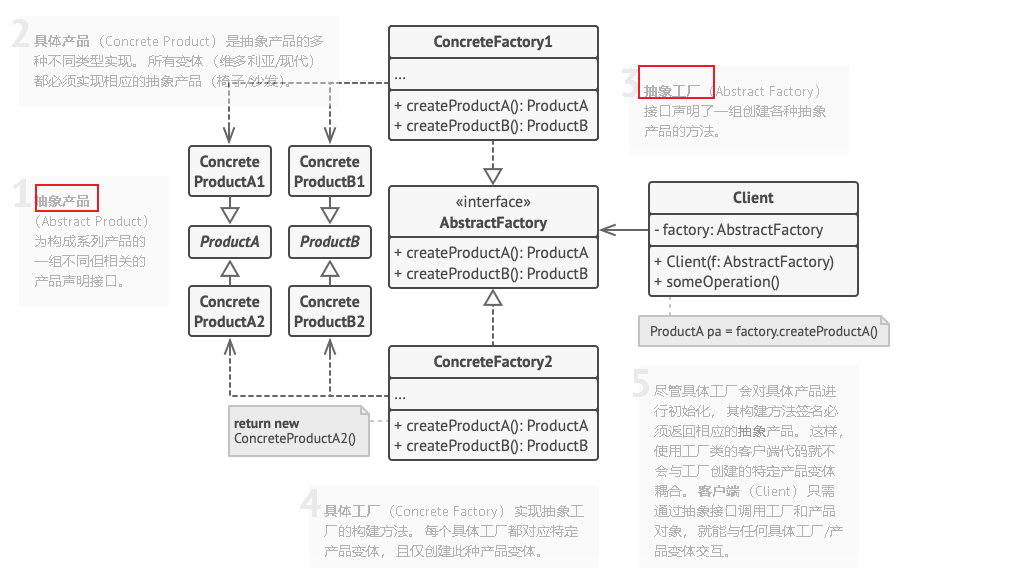 2
具体产品（Concrete Product）是抽象产品的多
种不同类型实现。所有变体（维多利亚/现代）
都必须实现相应的抽象产品（椅子/沙发）。
ConcreteFactory1
...
+ createProductA(): ProductA
+ createProductB(): ProductB
3
抽象工厂（Abstract Factory）
接口声明了一组创建各种抽象
产品的方法。
1
抽象产品
（Abstract Product）
为构成系列产品的
一组不同但相关的
产品声明接口。
Concrete
ProductA1
Concrete
ProductB1
ProductA
ProductB
Concrete
ProductA2
Concrete
ProductB2
«interface»
AbstractFactory
+ createProductA(): ProductA
+ createProductB(): ProductB
Client
- factory: AbstractFactory
+ Client(f: AbstractFactory)
+ someOperation()
ProductA pa = factory.createProductA()
ConcreteFactory2
...
+ createProductA(): ProductA
+ createProductB(): ProductB
return new
ConcreteProductA2()
4
具体工厂（Concrete Factory）实现抽象工
厂的构建方法。每个具体工厂都对应特定
产品变体，且仅创建此种产品变体。
5
尽管具体工厂会对具体产品进
行初始化，其构建方法签名必
须返回相应的抽象产品。这样，
使用工厂类的客户端代码就不
会与工厂创建的特定产品变体
耦合。客户端（Client）只需
通过抽象接口调用工厂和产品
对象，就能与任何具体工厂/产
品变体交互。